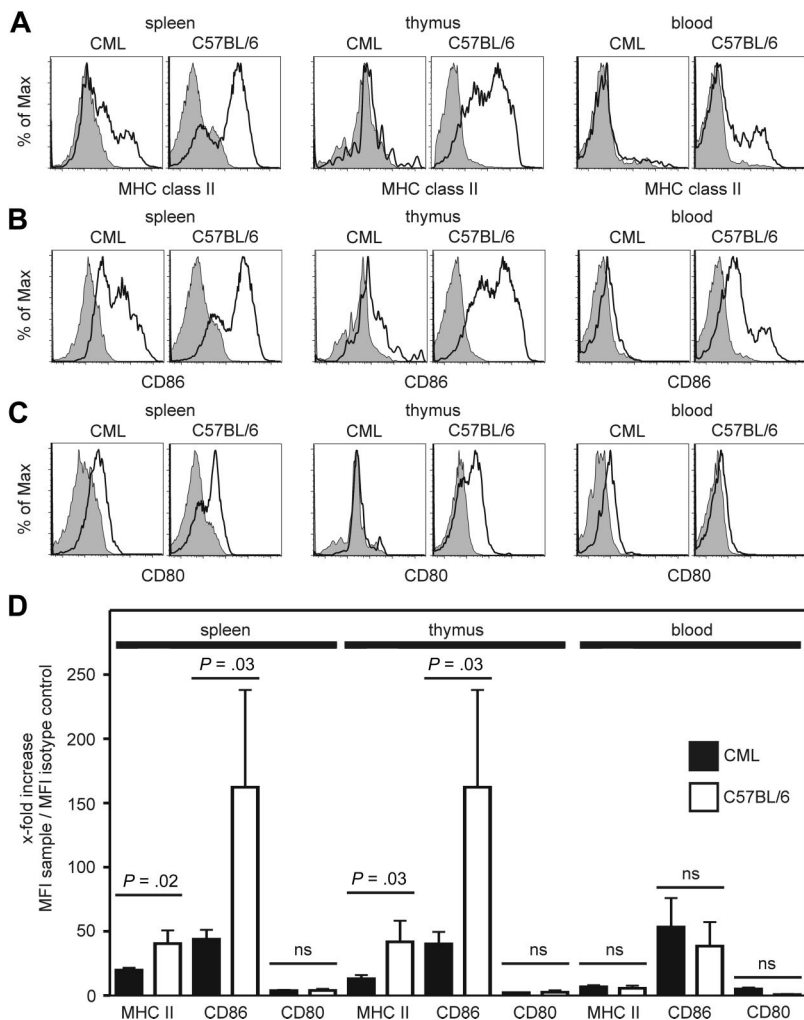 A
spleen thymus blood
CML C57BL/6 CML C57BL/6 CML C57BL/6
% of Max
MHC class II MHC class II MHC class II
B
spleen thymus blood
CML C57BL/6 CML C57BL/6 CML C57BL/6
% of Max
CD86 CD86 CD86
C
spleen thymus blood
CML C57BL/6 CML C57BL/6 CML C57BL/6
% of Max
CD80 CD80 CD80
D
spleen thymus blood
x-fold increase
MFI sample / MFI isotype control
250
200
150
100
50
0
P = .02
P = .03
ns
P = .03
P = .03
ns
ns
ns
ns
CML
C57BL/6
MHC II CD86 CD80 MHC II CD86 CD80 MHC II CD86 CD80